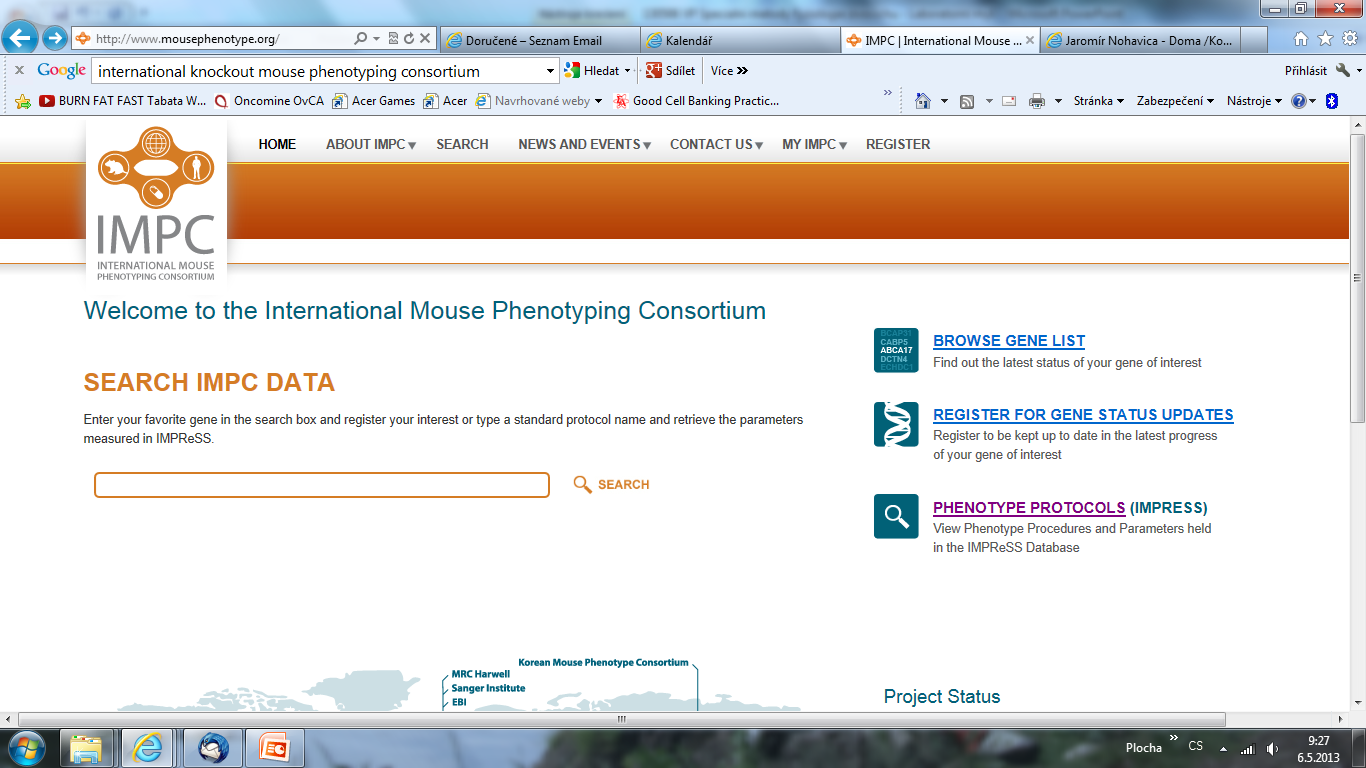 http://www.mousephenotype.org/
Doručené – Seznam Email
Kalendář
IMPC | International Mouse ...
Jaromír Nohavica - Doma /Ko...
Google
international knockout mouse phenotyping consortium
Hledat
Sdílet
Více
Přihlásit
BURN FAT FAST Tabata W...
Oncomine OvCA
Acer Games
Acer
Navrhované weby
Good Cell Banking Practic...
Stránka
Zabezpečení
Nástroje
HOME
ABOUT IMPC
SEARCH
NEWS AND EVENTS
CONTACT US
MY IMPC
REGISTER
IMPC
INTERNATIONAL MOUSE
PHENOTYPING CONSORTIUM
Welcome to the International Mouse Phenotyping Consortium
SEARCH IMPC DATA
Enter your favorite gene in the search box and register your interest or type a standard protocol name and retrieve the parameters
measured in IMPReSS.
SEARCH
BCAP31
CABP5
ABCA17
DCTN4
ECHDC1
BROWSE GENE LIST
Find out the latest status of your gene of interest
REGISTER FOR GENE STATUS UPDATES
Register to be kept up to date in the latest progress
of your gene of interest
PHENOTYPE PROTOCOLS (IMPRESS)
View Phenotype Procedures and Parameters held
in the IMPReSS Database
Korean Mouse Phenotype Consortium
MRC Harwell
Sanger Institute
EBI
Project Status
Plocha
CS
9:27
6.5.2013